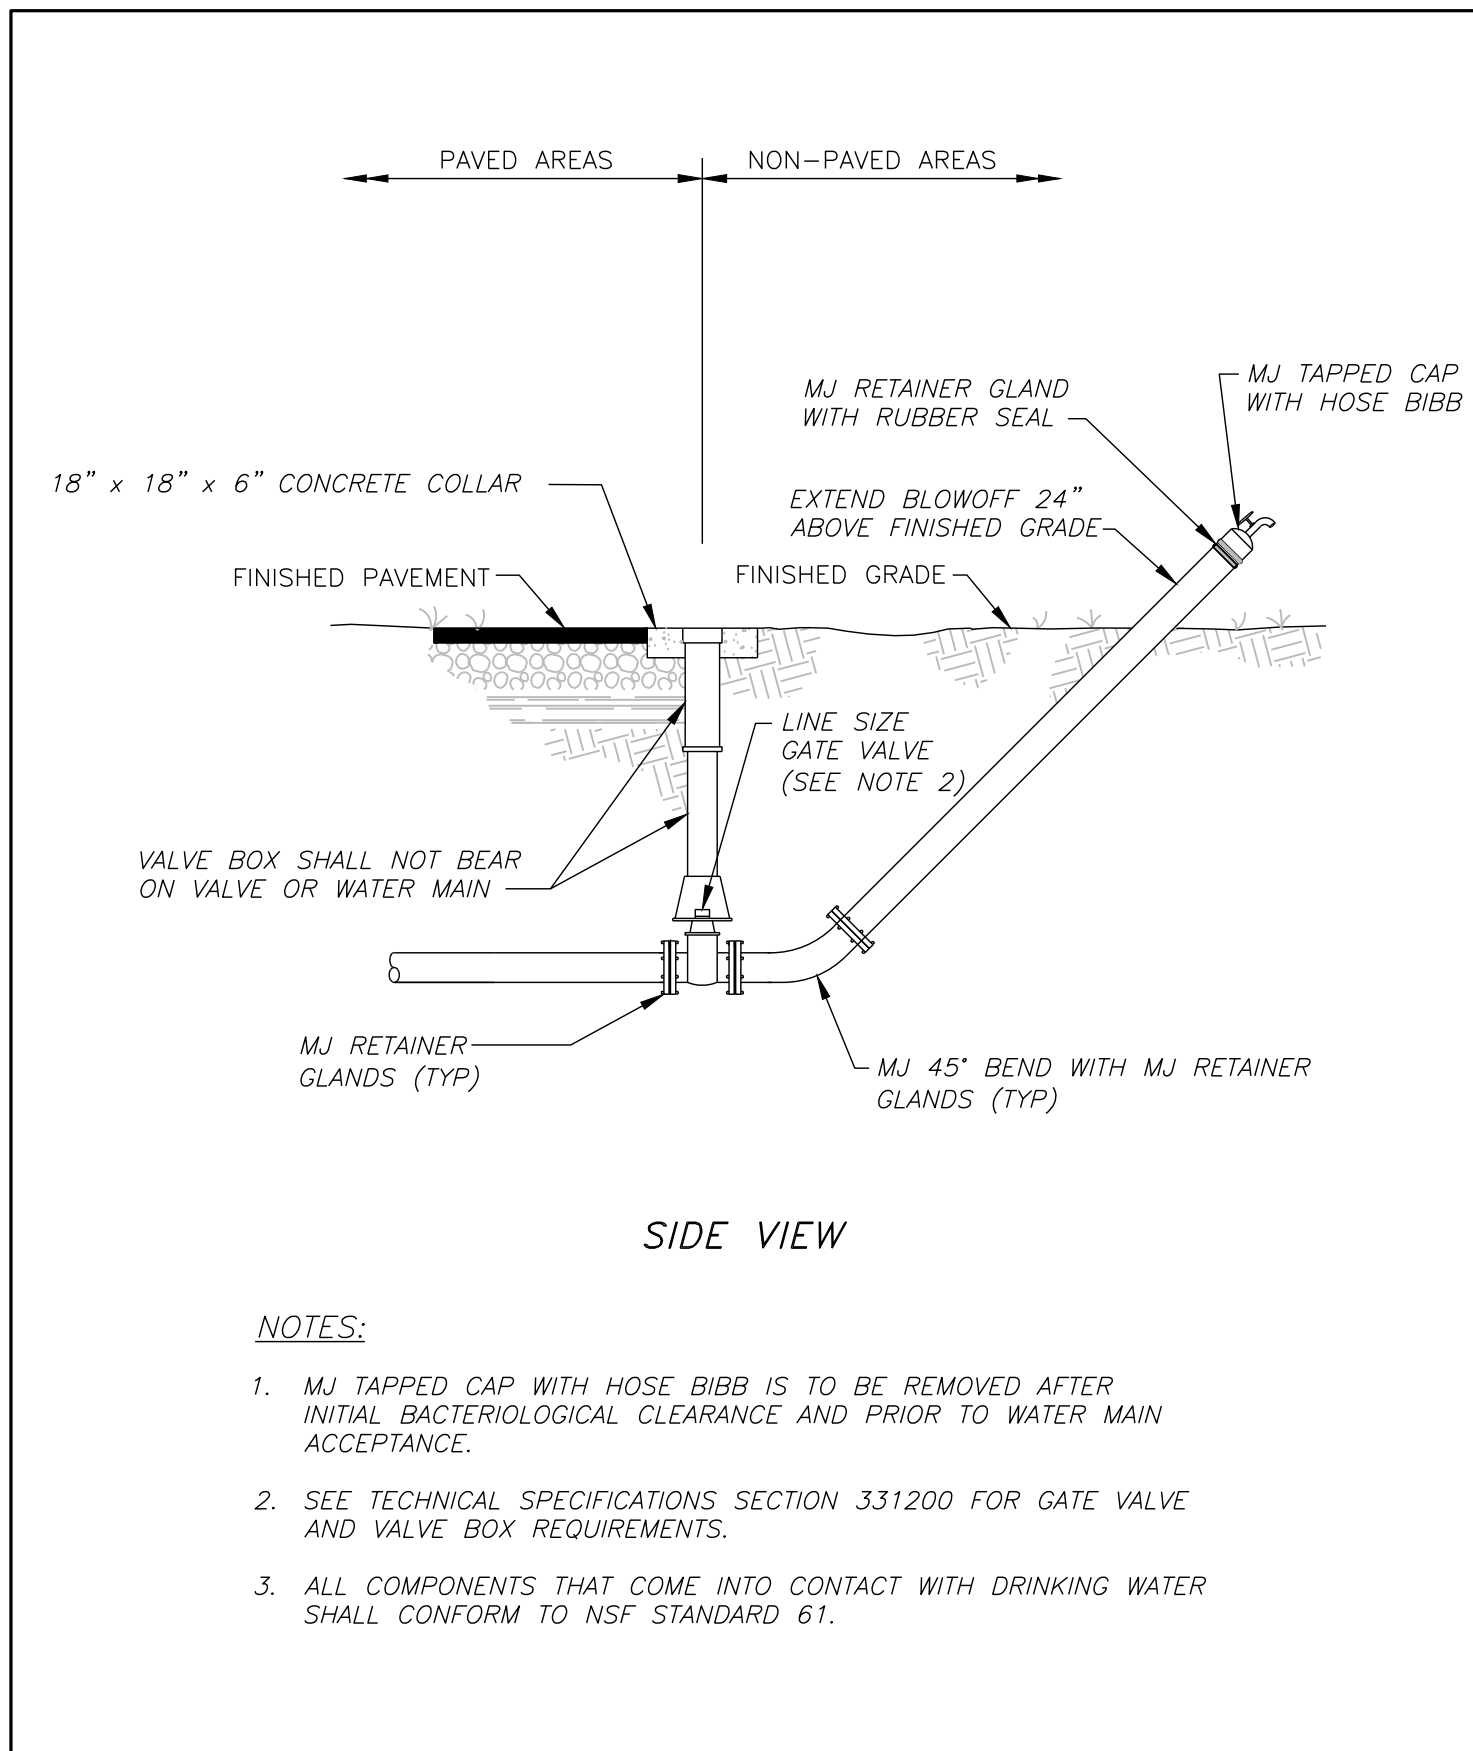 PAVED AREAS
NON-PAVED AREAS
MJ RETAINER GLAND
WITH RUBBER SEAL
MJ TAPPED CAP
WITH HOSE BIBB
18" x 18" x 6" CONCRETE COLLAR
EXTEND BLOWOFF 24"
ABOVE FINISHED GRADE
FINISHED PAVEMENT
FINISHED GRADE
LINE SIZE
GATE VALVE
(SEE NOTE 2)
VALVE BOX SHALL NOT BEAR
ON VALVE OR WATER MAIN
MJ RETAINER
GLANDS (TYP)
MJ 45° BEND WITH MJ RETAINER
GLANDS (TYP)
SIDE VIEW
NOTES:
1. MJ TAPPED CAP WITH HOSE BIBB IS TO BE REMOVED AFTER
INITIAL BACTERIOLOGICAL CLEARANCE AND PRIOR TO WATER MAIN
ACCEPTANCE.
2. SEE TECHNICAL SPECIFICATIONS SECTION 331200 FOR GATE VALVE
AND VALVE BOX REQUIREMENTS.
3. ALL COMPONENTS THAT COME INTO CONTACT WITH DRINKING WATER
SHALL CONFORM TO NSF STANDARD 61.